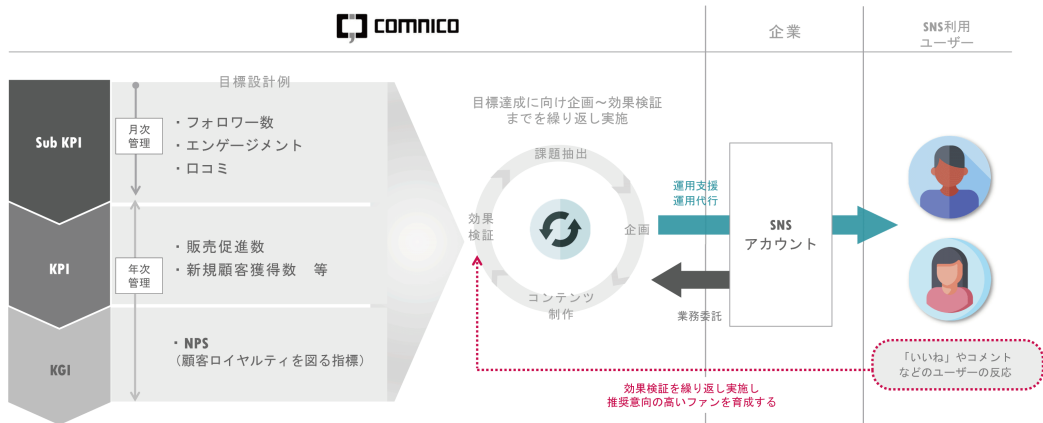 comnico
企業
SNS利用
ユーザー
目標設計例
Sub KPI
月次
管理
・フォロワー数
・エンゲージメント
・口コミ
KPI
年次
管理
・販売促進数
・新規顧客獲得数 等
KGI
・NPS
（顧客ロイヤルティを図る指標）
目標達成に向け企画～効果検証
までを繰り返し実施
課題抽出
効果
検証
企画
コンテンツ
制作
運用支援
運用代行
業務委託
SNS
アカウント
「いいね」やコメント
などのユーザーの反応
効果検証を繰り返し実施し
推奨意向の高いファンを育成する